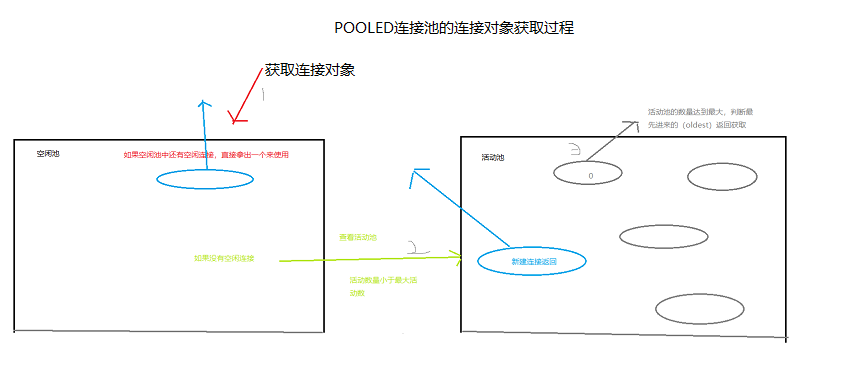 POOLED连接池的连接对象获取过程
获取连接对象
活动池的数量达到最大，判断最
先进来的（oldest）返回获取
空闲池
如果空闲池中还有空闲连接，直接拿出一个来使用
活动池
0
查看活动池
如果没有空闲连接
新建连接返回
活动数量小于最大活
动数